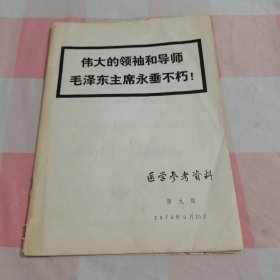 伟大的领袖和导师
毛泽东主席永垂不朽！
医学参考资料
第九期
1976年9月15日